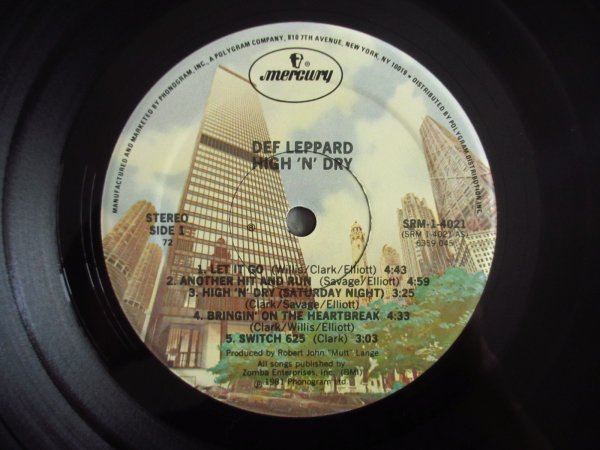 MANUFACTURED AND MARKETED BY PHONOGRAM, INC., A POLYGRAM COMPANY, 810 7TH AVENUE, NEW YORK, NY 10019 • DISTRIBUTED BY POLYGRAM DISTRIBUTION, INC.
mercury ®
DEF LEPPARD
HIGH 'N' DRY
STEREO
SIDE 1
72
SRM-1-4021
(SRM 1-4021 AS)
6359 045
1. LET IT GO (Willis/Clark/Elliott) 4:43
2. ANOTHER HIT AND RUN (Savage/Elliott) 4:59
3. HIGH 'N' DRY (SATURDAY NIGHT) 3:25
(Clark/Savage/Elliott)
4. BRINGIN' ON THE HEARTBREAK 4:33
(Clark/Willis/Elliott)
5. SWITCH 625 (Clark) 3:03
Produced by Robert John "Mutt" Lange
All songs published by
Zomba Enterprises, Inc. (BMI)
℗ 1981 Phonogram Ltd.